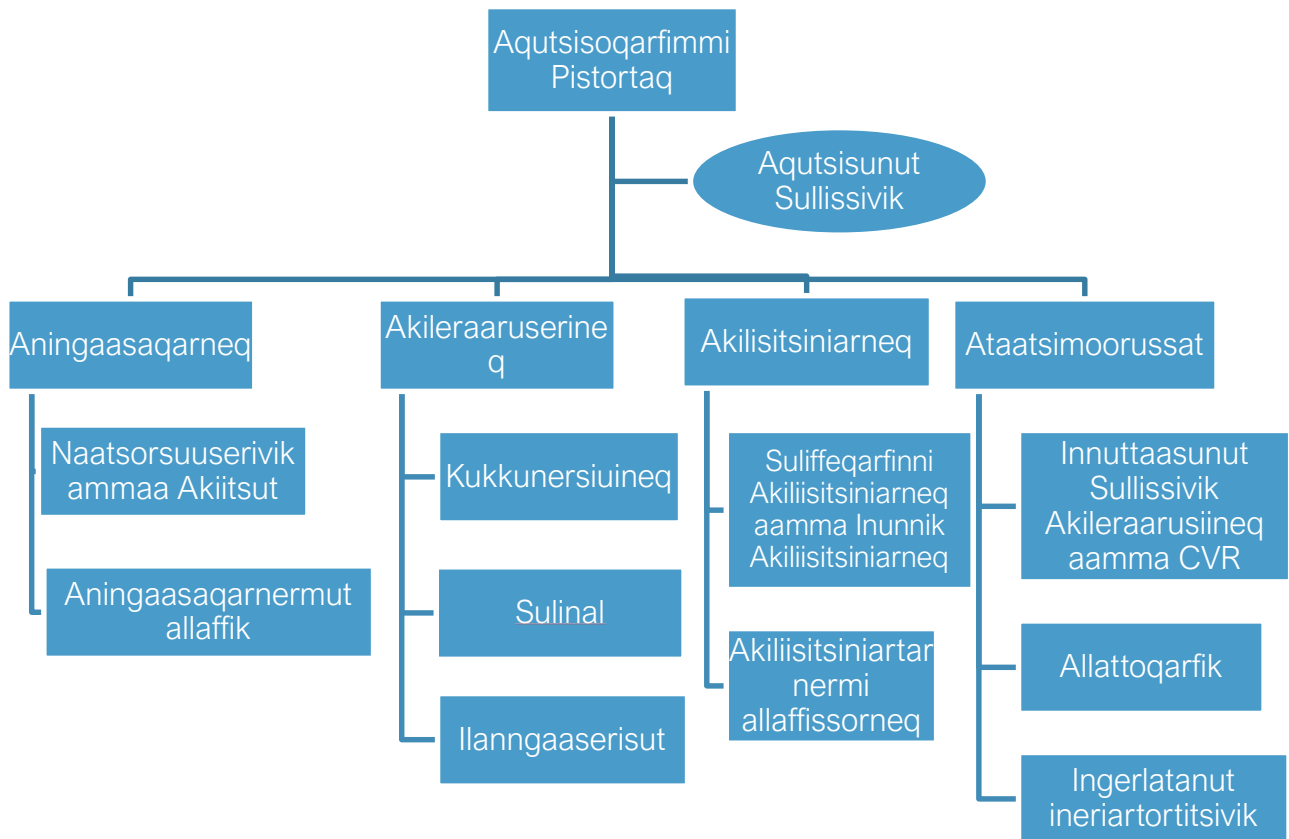 Aqutsisoqarfimmi
Pistortaq
Aqutsisunut
Sullissivik
Aningaasaqarneq
Akileraaruserine
q
Akilisitsiniarneq
Ataatsimoorussat
Naatsorsuuserivik
ammaa Akiitsut
Aningaasaqarnermut
allaffik
Kukkunersiuineq
Sulinal
Ilanngaaserisut
Suliffeqarfinni
Akiliisitsiniarneq
aamma Inunnik
Akiliisitsiniarneq
Akiliisitsiniartar
nermi
allaffissorneq
Innuttaasunut
Sullissivik
Akileraarusiineq
aamma CVR
Allattoqarfik
Ingerlatanut
ineriartortitsivik